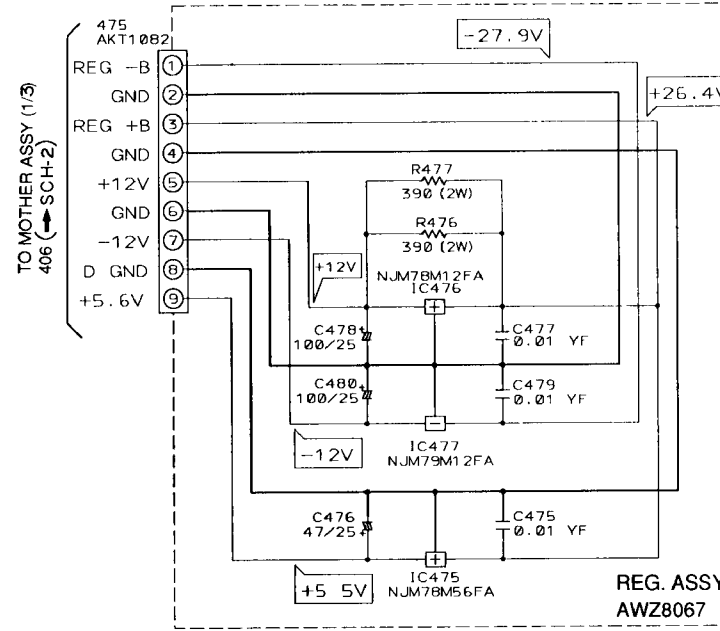 475
AKT1082
-27.9V
REG -B ①
GND ②
+26.4V
REG +B ③
GND ④
+12V ⑤
GND ⑥
-12V ⑦
D GND ⑧
+5.6V ⑨
TO MOTHER ASSY (1/3)
406 (➡ SCH-2)
R477
390 (2W)
R476
390 (2W)
+12V
NJM78M12FA
IC476
+
C478 +
100/25
C477
0.01 YF
C480 +
100/25
C479
0.01 YF
-
-12V
IC477
NJM79M12FA
C476
47/25 +
C475
0.01 YF
+
+5 5V
IC475
NJM78M56FA
REG. ASSY
AWZ8067